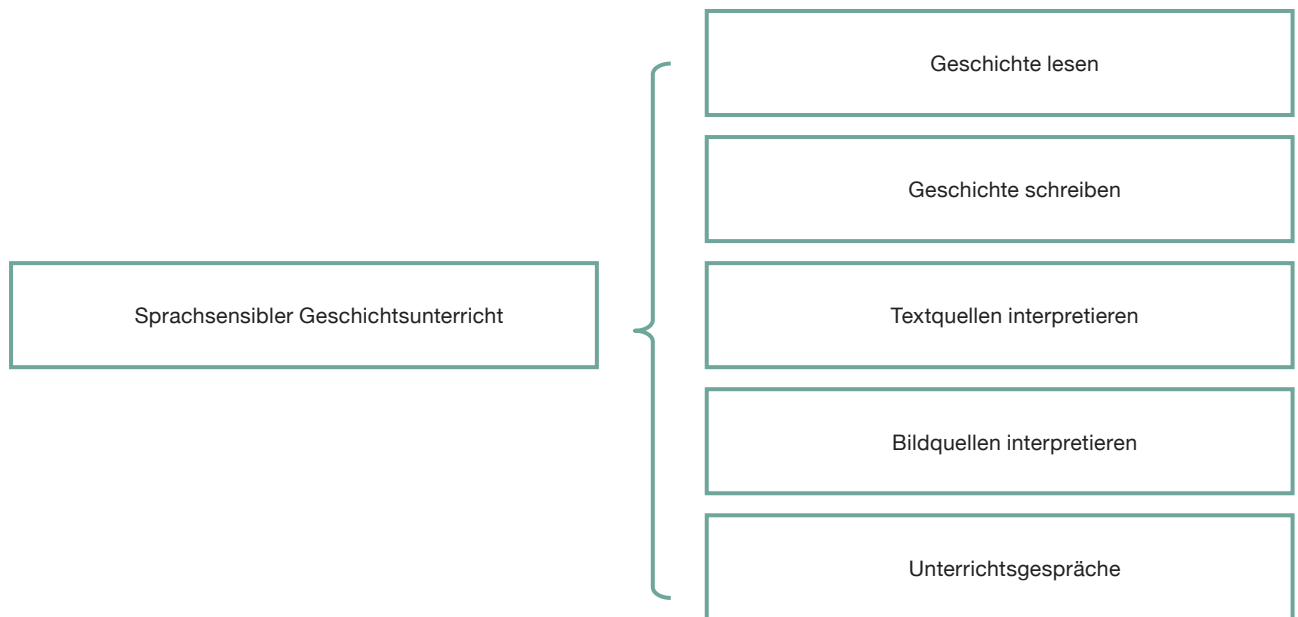 Sprachsensibler Geschichtsunterricht
Geschichte lesen
Geschichte schreiben
Textquellen interpretieren
Bildquellen interpretieren
Unterrichtsgespräche